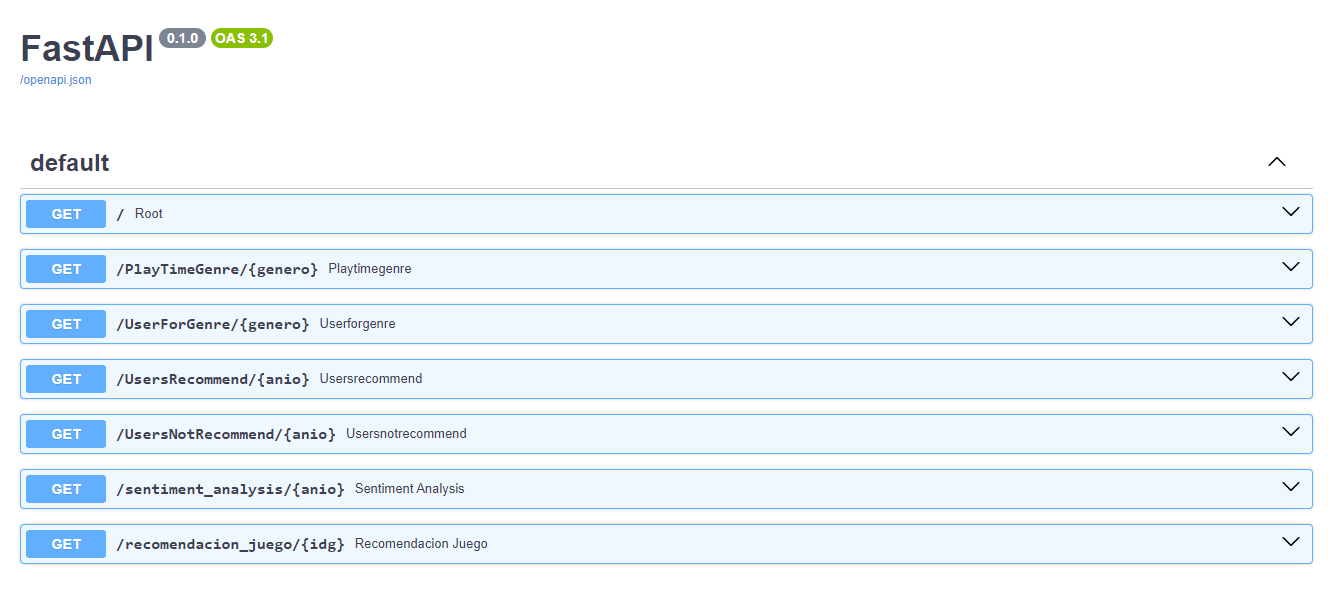 FastAPI 0.1.0 OAS 3.1
/openapi.json
default
GET / Root
GET /PlayTimeGenre/{genero} Playtimegenre
GET /UserForGenre/{genero} Userforgenre
GET /UsersRecommend/{anio} Usersrecommend
GET /UsersNotRecommend/{anio} Usersnotrecommend
GET /sentiment_analysis/{anio} Sentiment Analysis
GET /recomendacion_juego/{idg} Recomendacion Juego